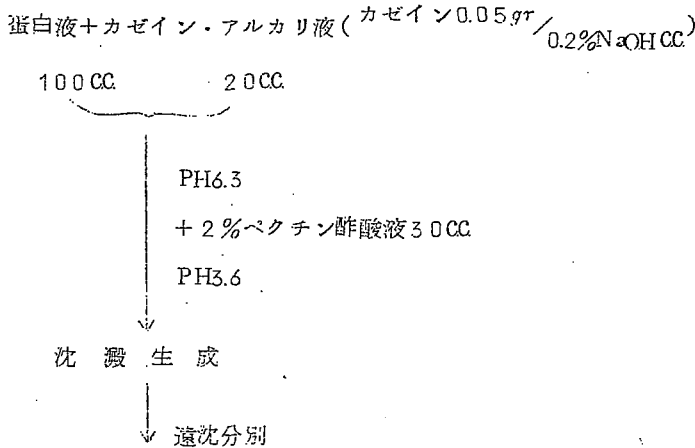 蛋白液+カゼイン・アルカリ液(カゼイン0.05gr/0.2%NaOH CC.)
100CC. 20CC.
PH6.3
+2%ペクチン酢酸液30CC.
PH3.6
沈澱生成
遠沈分別